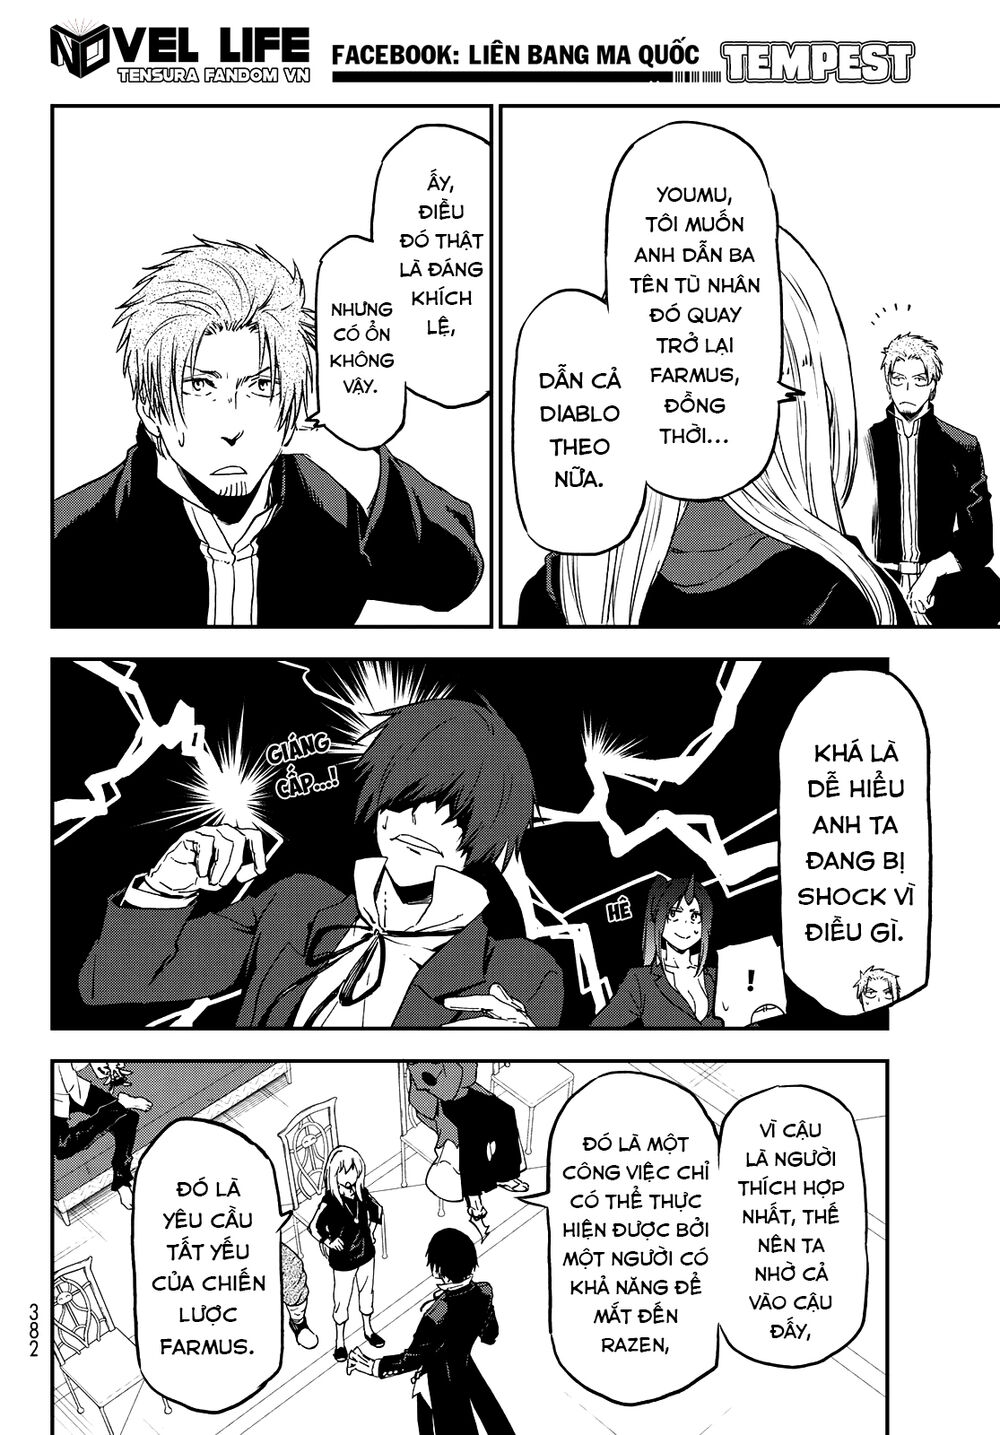 NOVEL LIFE
TENSURA FANDOM VN
FACEBOOK: LIÊN BANG MA QUỐC
TEMPEST
YOUMU,
TÔI MUỐN
ANH DẪN BA
TÊN TÙ NHÂN
ĐÓ QUAY
TRỞ LẠI
FARMUS,
ĐỒNG
THỜI...
DẪN CẢ
DIABLO
THEO
NỮA.
ẤY,
ĐIỀU
ĐÓ THẬT
LÀ ĐÁNG
KHÍCH
LỆ,
NHƯNG
CÓ ỔN
KHÔNG
VẬY.
KHÁ LÀ
DỄ HIỂU
ANH TA
ĐANG BỊ
SHOCK VÌ
ĐIỀU GÌ.
GIÁNG
CẤP...!
HÊ
!
VÌ CẬU
LÀ NGƯỜI
THÍCH HỢP
NHẤT, THẾ
NÊN TA
NHỜ CẢ
VÀO CẬU
ĐẤY,
ĐÓ LÀ MỘT
CÔNG VIỆC CHỈ
CÓ THỂ THỰC
HIỆN ĐƯỢC BỞI
MỘT NGƯỜI CÓ
KHẢ NĂNG ĐỂ
MẮT ĐẾN
RAZEN,
ĐÓ LÀ
YÊU CẦU
TẤT YẾU
CỦA CHIẾN
LƯỢC
FARMUS.
382